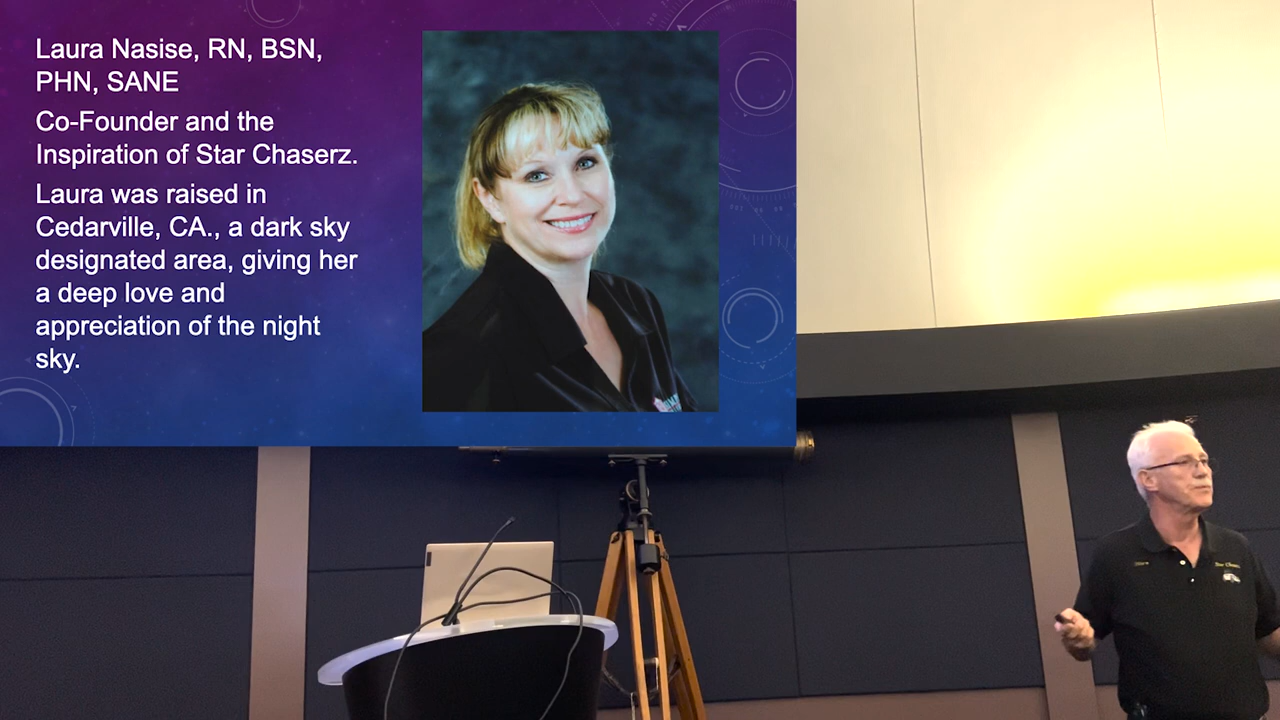 Laura Nasise, RN, BSN,
PHN, SANE
Co-Founder and the
Inspiration of Star Chaserz.
Laura was raised in
Cedarville, CA., a dark sky
designated area, giving her
a deep love and
appreciation of the night
sky.